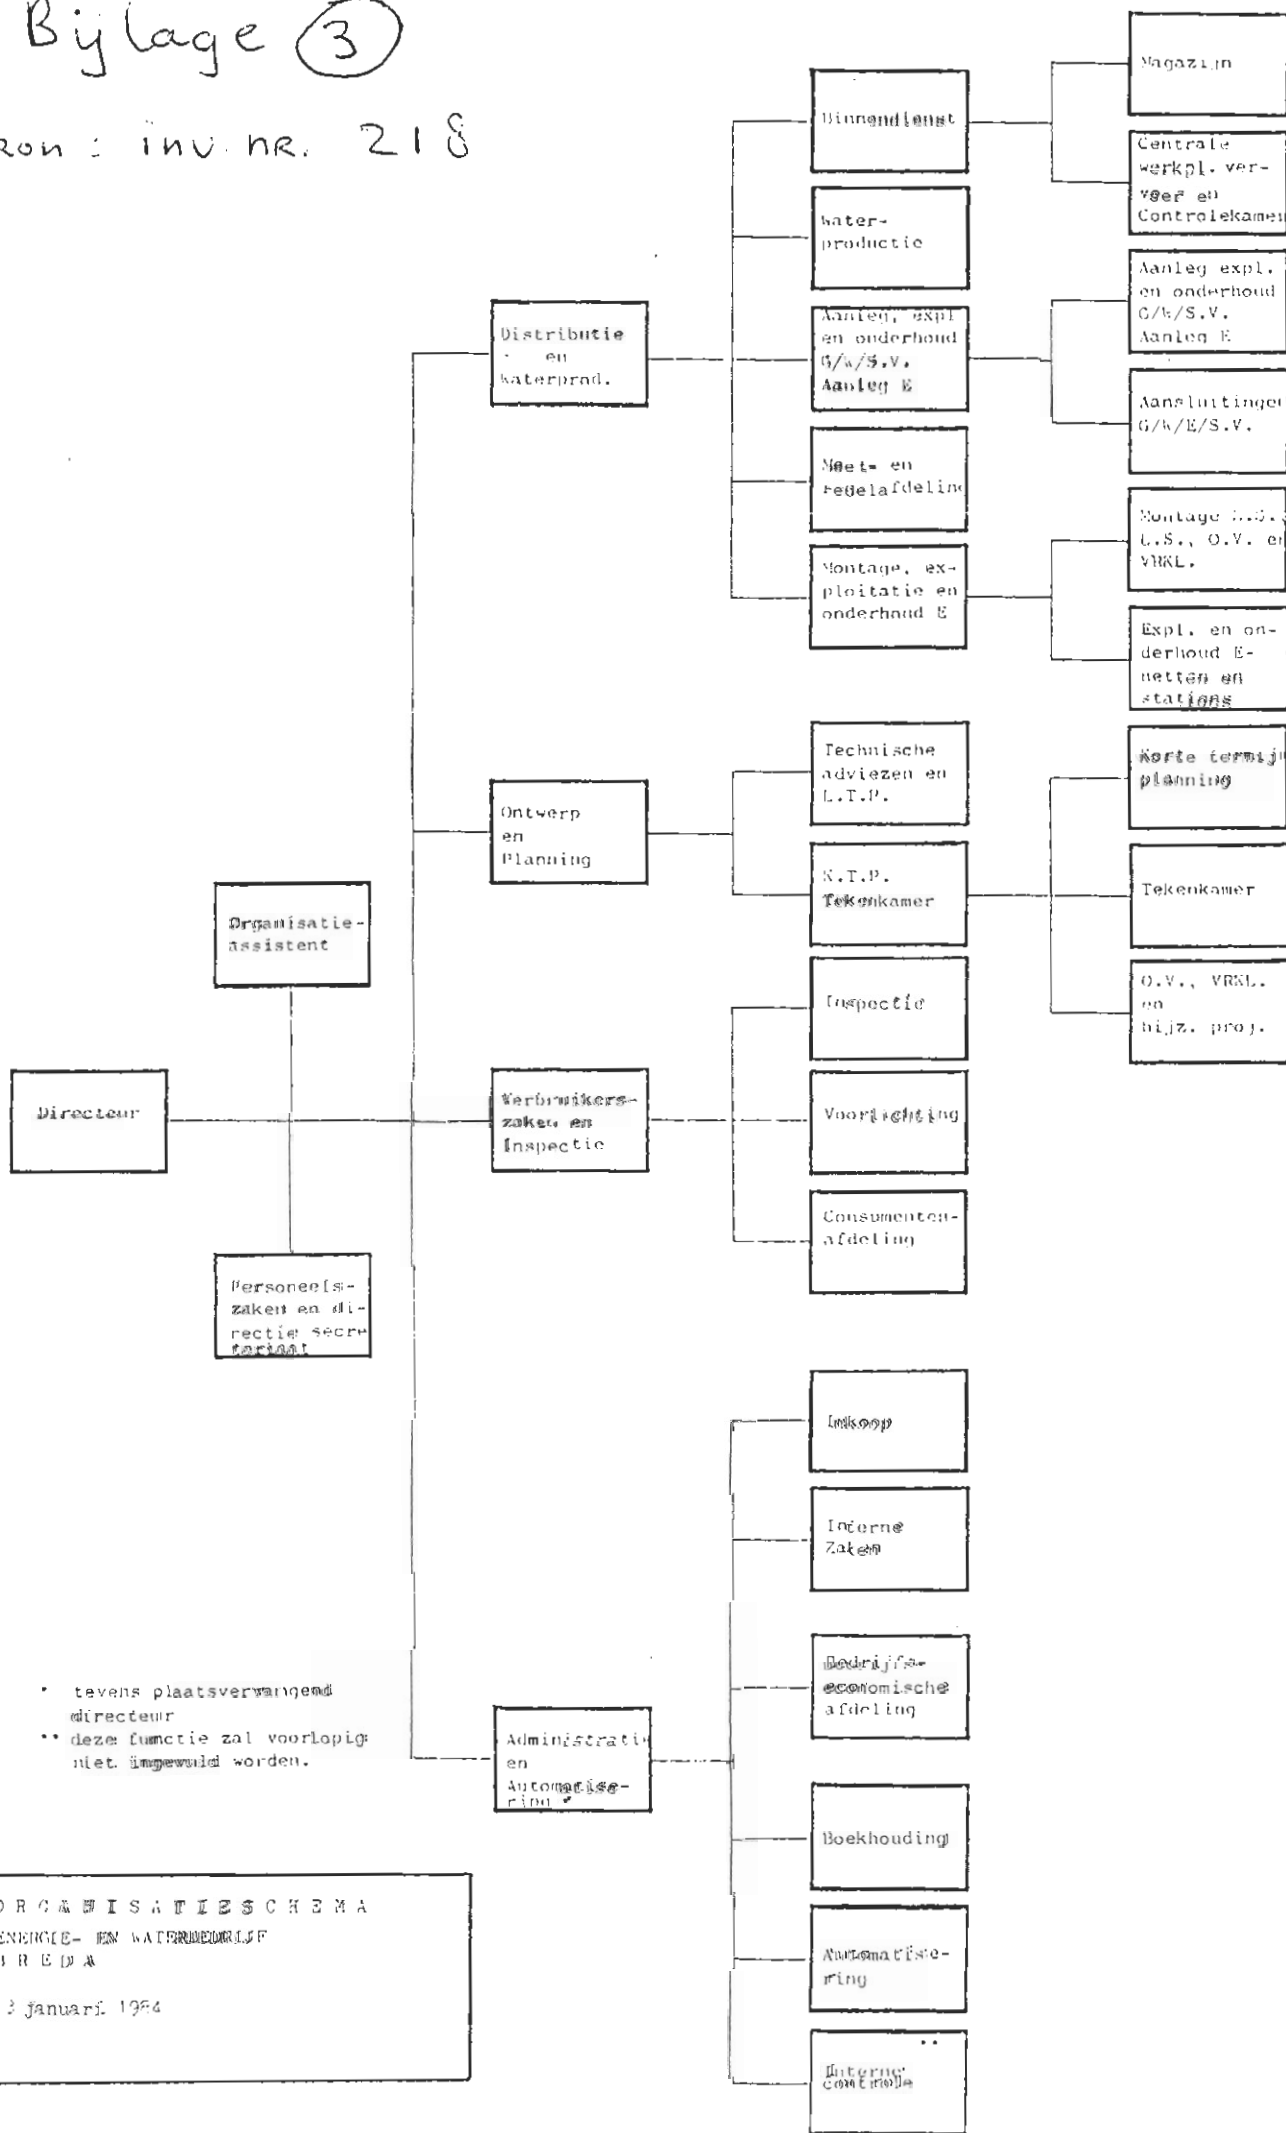 Bijlage 3
inv. nr. 218
Directeur
Organisatie-
assistent
Personeels-
zaken en di-
rectie secre
tariaat
Distributie
en
Waterprod.
Ontwerp
en
Planning
Verbruikers-
zaken en
Inspectie
Administrati
en
Automatise-
ring *
Binnendienst
Water-
productie
Aanleg, expl
en onderhoud
G/W/S.V.
Aanleg E
Meet- en
regelafdeling
Montage, ex-
ploitatie en
onderhoud E
Technische
adviezen en
L.T.P.
K.T.P.
Tekenkamer
Inspectie
Voorlichting
Consumenten-
afdeling
Inkoop
Interne
Zaken
Bedrijfs-
economische
afdeling
Boekhouding
Automatise-
ring
**
Interne
controle
Magazijn
Centrale
werkpl. ver-
voer en
Controlekamer
Aanleg expl.
en onderhoud
G/W/S.V.
Aanleg E
Aansluitingen
G/W/E/S.V.
Montage
L.S., O.V. en
VRKL.
Expl. en on-
derhoud E-
netten en
stations
Korte termijn
planning
Tekenkamer
O.V., VRKL.
en
bijz. proj.
* tevens plaatsvervangend
directeur
** deze functie zal voorlopig
niet ingevuld worden.
ORGANISATIESCHEMA
ENERGIE- EN WATERBEDRIJF
BREDA
3 januari 1984